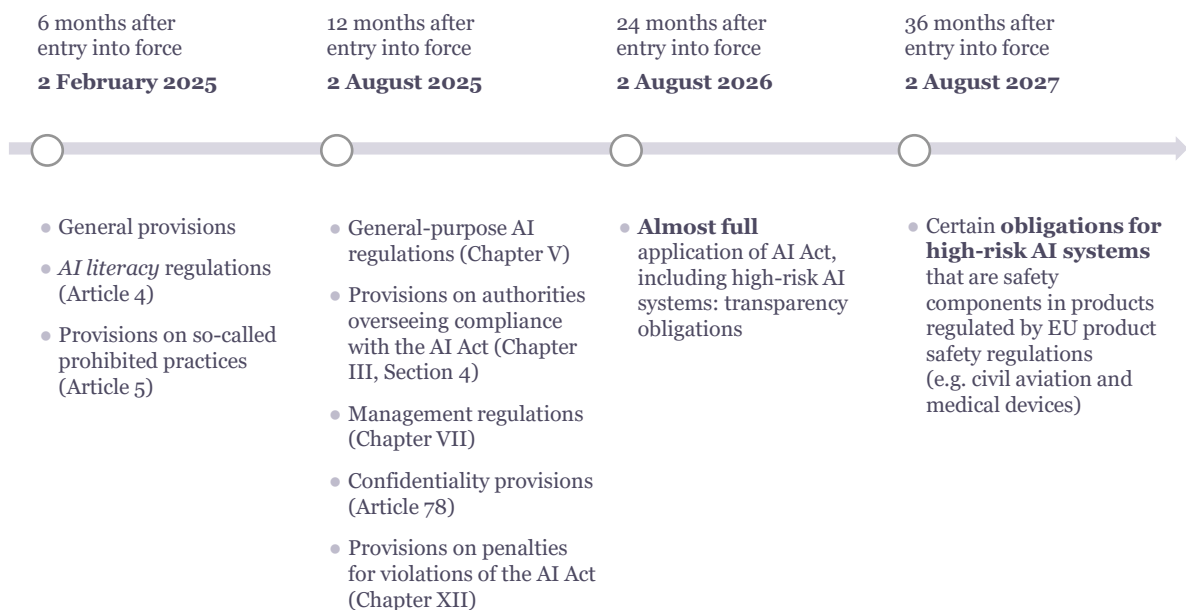 6 months after
entry into force
2 February 2025
12 months after
entry into force
2 August 2025
24 months after
entry into force
2 August 2026
36 months after
entry into force
2 August 2027
General provisions
AI literacy regulations
(Article 4)
Provisions on so-called
prohibited practices
(Article 5)
General-purpose AI
regulations (Chapter V)
Provisions on authorities
overseeing compliance
with the AI Act (Chapter
III, Section 4)
Management regulations
(Chapter VII)
Confidentiality provisions
(Article 78)
Provisions on penalties
for violations of the AI Act
(Chapter XII)
Almost full
application of AI Act,
including high-risk AI
systems: transparency
obligations
Certain obligations for
high-risk AI systems
that are safety
components in products
regulated by EU product
safety regulations
(e.g. civil aviation and
medical devices)